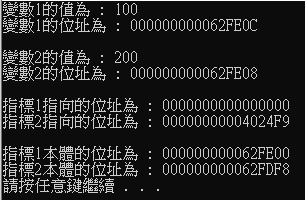 變數1的值為 : 100
變數1的位址為 : 000000000062FE0C
變數2的值為 : 200
變數2的位址為 : 000000000062FE08
指標1指向的位址為 : 0000000000000000
指標2指向的位址為 : 00000000004024F9
指標1本體的位址為 : 000000000062FE00
指標2本體的位址為 : 000000000062FDF8
請按任意鍵繼續 . . .